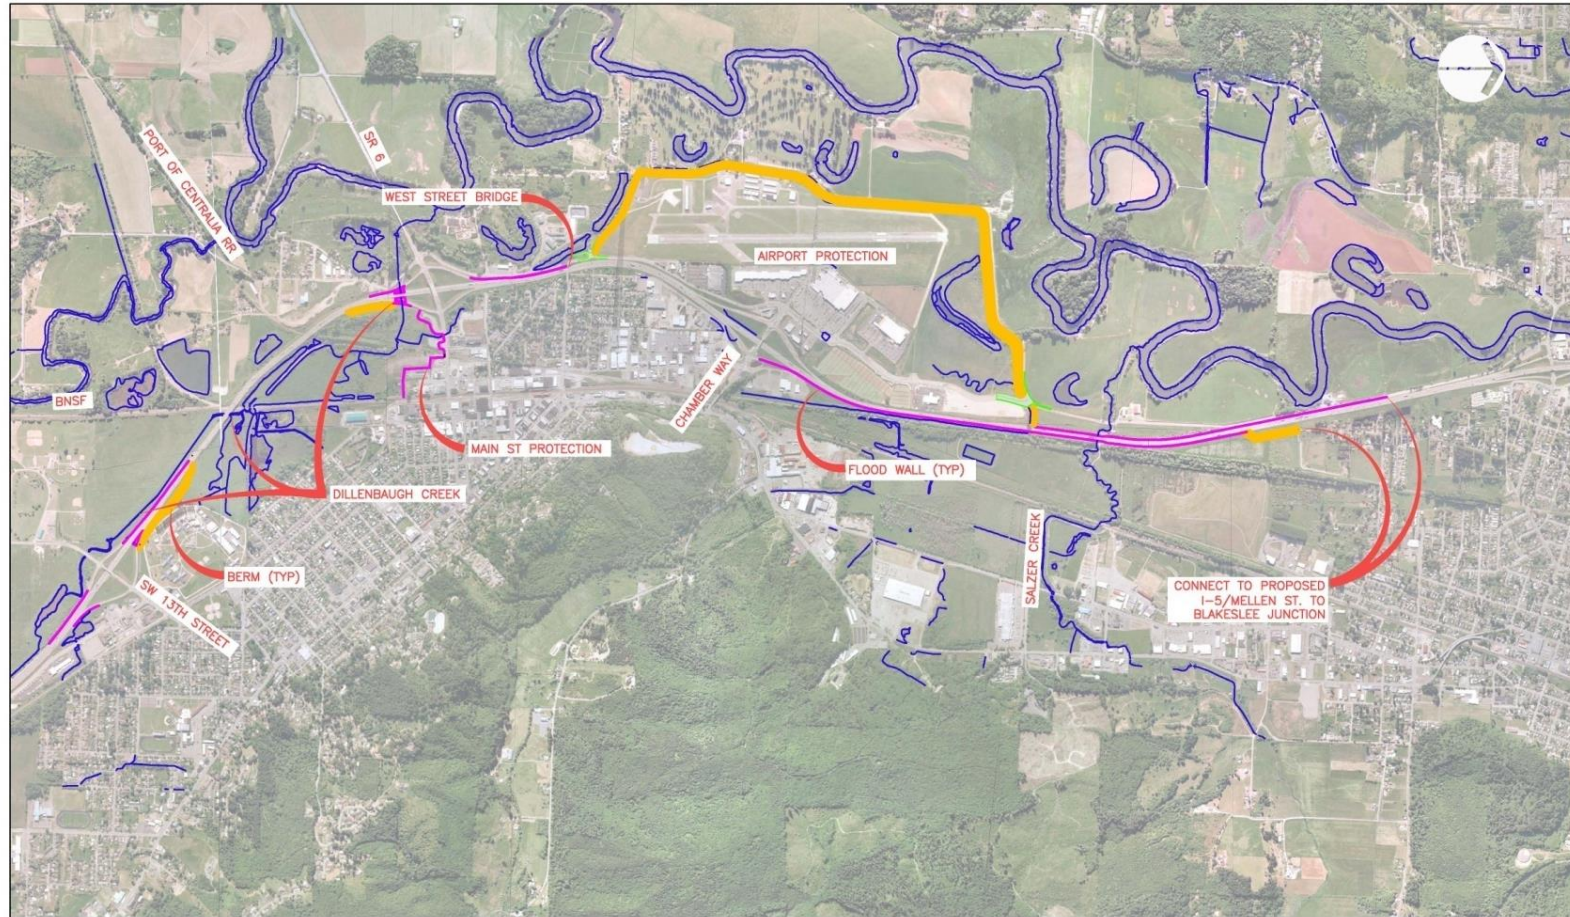 PORT OF CENTRALIA RR
SR 6
WEST STREET BRIDGE
AIRPORT PROTECTION
CHAMBER WAY
BNSF
MAIN ST PROTECTION
FLOOD WALL (TYP)
DILLENBAUGH CREEK
SALZER CREEK
BERM (TYP)
SW 13TH STREET
CONNECT TO PROPOSED
I-5/MELLEN ST. TO
BLAKESLEE JUNCTION